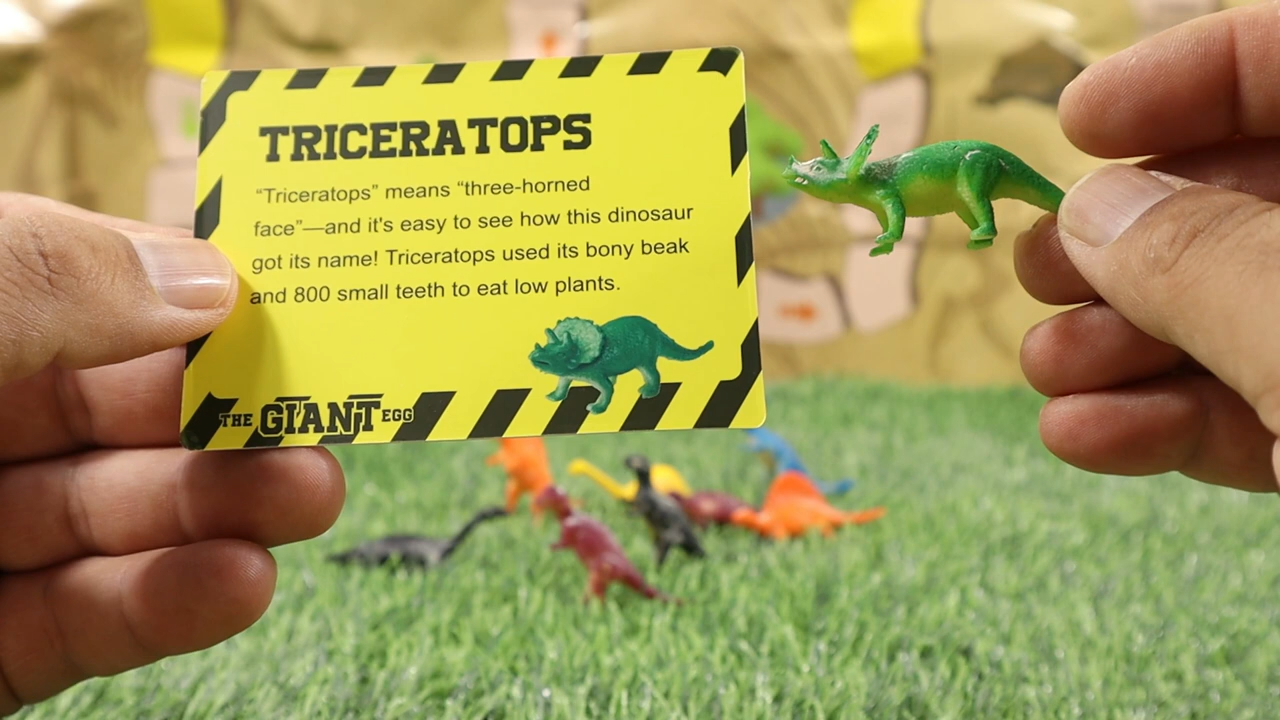 TRICERATOPS
“Triceratops” means “three-horned
face”—and it's easy to see how this dinosaur
got its name! Triceratops used its bony beak
and 800 small teeth to eat low plants.
THE GIANT EGG